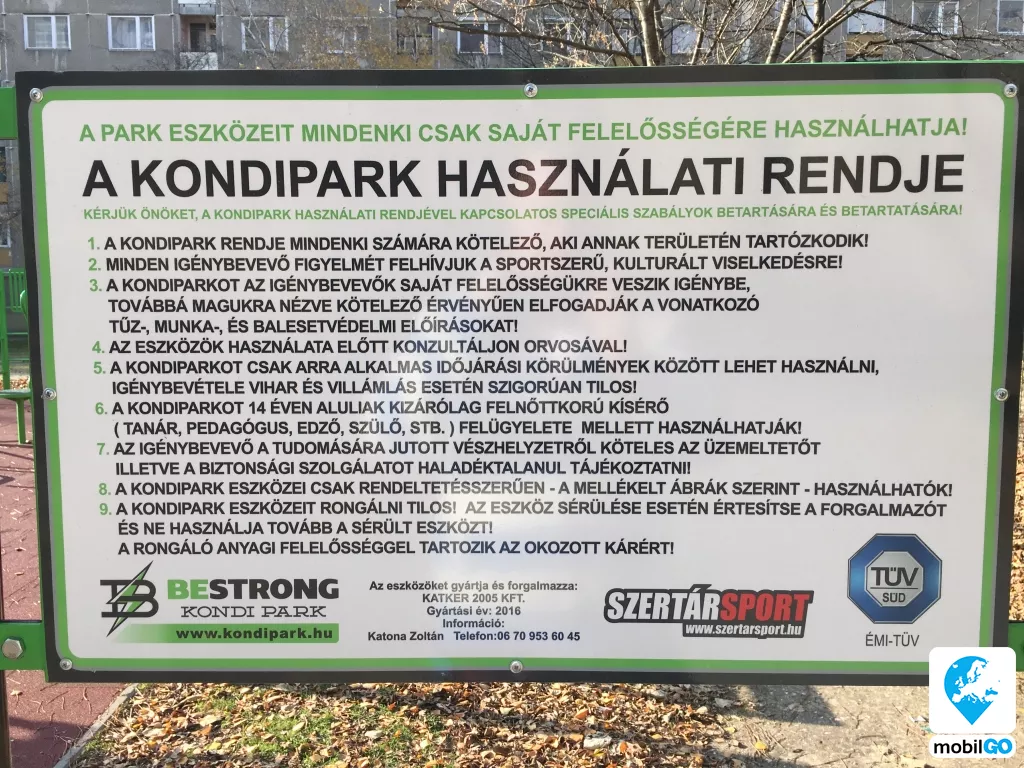 A PARK ESZKÖZEIT MINDENKI CSAK SAJÁT FELELŐSSÉGÉRE HASZNÁLHATJA!
A KONDIPARK HASZNÁLATI RENDJE
KÉRJÜK ÖNÖKET, A KONDIPARK HASZNÁLATI RENDJÉVEL KAPCSOLATOS SPECIÁLIS SZABÁLYOK BETARTÁSÁRA ÉS BETARTATÁSÁRA!
1. A KONDIPARK RENDJE MINDENKI SZÁMÁRA KÖTELEZŐ, AKI ANNAK TERÜLETÉN TARTÓZKODIK!
2. MINDEN IGÉNYBEVEVŐ FIGYELMÉT FELHÍVJUK A SPORTSZERŰ, KULTURÁLT VISELKEDÉSRE!
3. A KONDIPARKOT AZ IGÉNYBEVEVŐK SAJÁT FELELŐSSÉGÜKRE VESZIK IGÉNYBE,
TOVÁBBÁ MAGUKRA NÉZVE KÖTELEZŐ ÉRVÉNYŰEN ELFOGADJÁK A VONATKOZÓ
TŰZ-, MUNKA-, ÉS BALESETVÉDELMI ELŐÍRÁSOKAT!
4. AZ ESZKÖZÖK HASZNÁLATA ELŐTT KONZULTÁLJON ORVOSÁVAL!
5. A KONDIPARKOT CSAK ARRA ALKALMAS IDŐJÁRÁSI KÖRÜLMÉNYEK KÖZÖTT LEHET HASZNÁLNI,
IGÉNYBEVÉTELE VIHAR ÉS VILLÁMLÁS ESETÉN SZIGORÚAN TILOS!
6. A KONDIPARKOT 14 ÉVEN ALULIAK KIZÁRÓLAG FELNŐTTKORÚ KÍSÉRŐ
( TANÁR, PEDAGÓGUS, EDZŐ, SZÜLŐ, STB. ) FELÜGYELETE MELLETT HASZNÁLHATJÁK!
7. AZ IGÉNYBEVEVŐ A TUDOMÁSÁRA JUTOTT VÉSZHELYZETRŐL KÖTELES AZ ÜZEMELTETŐT
ILLETVE A BIZTONSÁGI SZOLGÁLATOT HALADÉKTALANUL TÁJÉKOZTATNI!
8. A KONDIPARK ESZKÖZEI CSAK RENDELTETÉSSZERŰEN - A MELLÉKELT ÁBRÁK SZERINT - HASZNÁLHATÓK!
9. A KONDIPARK ESZKÖZEIT RONGÁLNI TILOS! AZ ESZKÖZ SÉRÜLÉSE ESETÉN ÉRTESÍTSE A FORGALMAZÓT
ÉS NE HASZNÁLJA TOVÁBB A SÉRÜLT ESZKÖZT!
A RONGÁLÓ ANYAGI FELELŐSSÉGGEL TARTOZIK AZ OKOZOTT KÁRÉRT!
B BESTRONG
KONDI PARK
www.kondipark.hu
Az eszközöket gyártja és forgalmazza:
KATKER 2005 KFT.
Gyártási év: 2016
Információ:
Katona Zoltán Telefon:06 70 953 60 45
SZERTÁRSPORT
www.szertarsport.hu
TÜV
SUD
ÉMI-TÜV
mobilGO